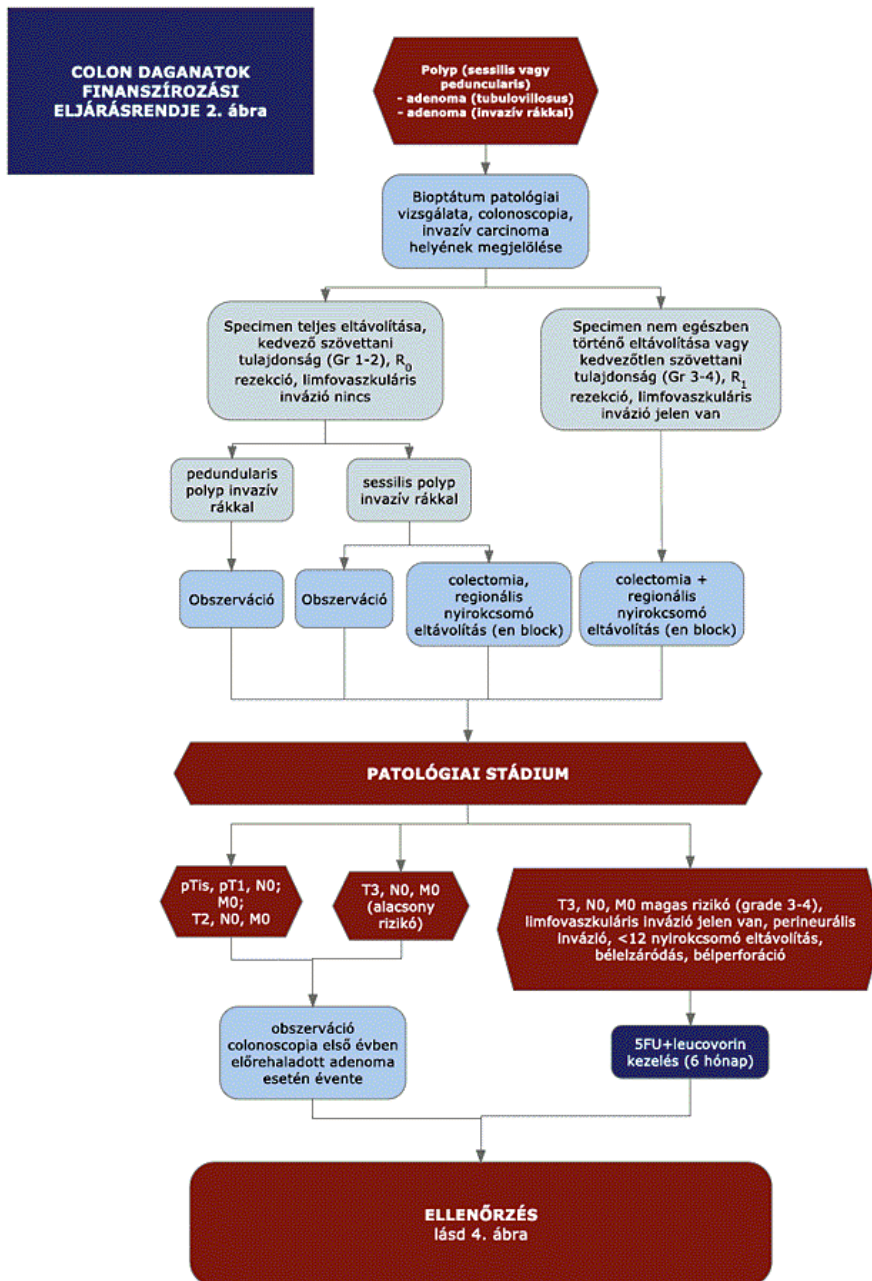 COLON DAGANATOK
FINANSZÍROZÁSI
ELJÁRÁSRENDJE 2. ábra
Polyp (sessilis vagy
peduncularis)
- adenoma (tubulovillosus)
- adenoma (invazív rákkal)
Bioptátum patológiai
vizsgálata, colonoscopia,
invazív carcinoma
helyének megjelölése
Specimen teljes eltávolítása,
kedvező szövettani
tulajdonság (Gr 1-2), R0
rezekció, limfovaszkuláris
invázió nincs
Specimen nem egészben
történő eltávolítása vagy
kedvezőtlen szövettani
tulajdonság (Gr 3-4), R1
rezekció, limfovaszkuláris
invázió jelen van
pedundularis
polyp invazív
rákkal
sessilis polyp
invazív rákkal
Obszerváció
Obszerváció
colectomia,
regionális
nyirokcsomó
eltávolítás (en block)
colectomia +
regionális
nyirokcsomó
eltávolítás (en block)
PATOLÓGIAI STÁDIUM
pTis, pT1, N0;
M0;
T2, N0, M0
T3, N0, M0
(alacsony
rizikó)
T3, N0, M0 magas rizikó (grade 3-4),
limfovaszkuláris invázió jelen van, perineurális
invázió, <12 nyirokcsomó eltávolítás,
bélelzáródás, bélperforáció
obszerváció
colonoscopia első évben
előrehaladott adenoma
esetén évente
5FU+leucovorin
kezelés (6 hónap)
ELLENŐRZÉS
lásd 4. ábra